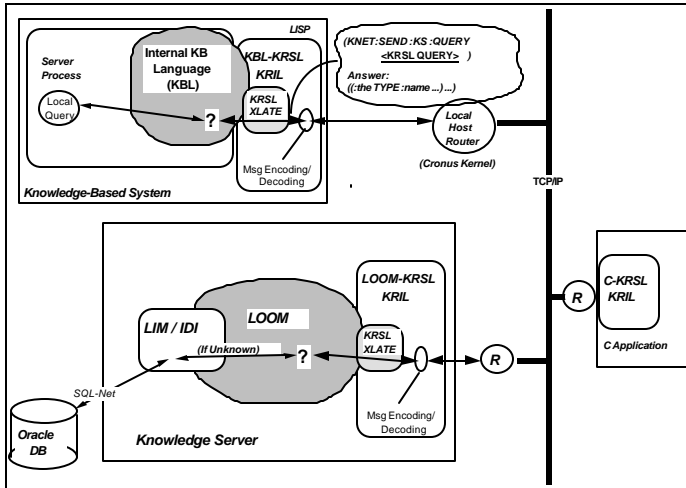 LISP
Server
Process
Internal KB
Language
(KBL)
KBL-KRSL
KRIL
(KNET:SEND :KS :QUERY
<KRSL QUERY> )
Answer:
((:the TYPE :name ...) ...)
Local
Query
?
KRSL
XLATE
Local
Host
Router
(Cronus Kernel)
Msg Encoding/
Decoding
Knowledge-Based System
TCP/IP
LOOM-KRSL
KRIL
C-KRSL
KRIL
R
C Application
LIM / IDI
LOOM
(If Unknown)
?
KRSL
XLATE
R
SQL-Net
Msg Encoding/
Decoding
Oracle
DB
Knowledge Server